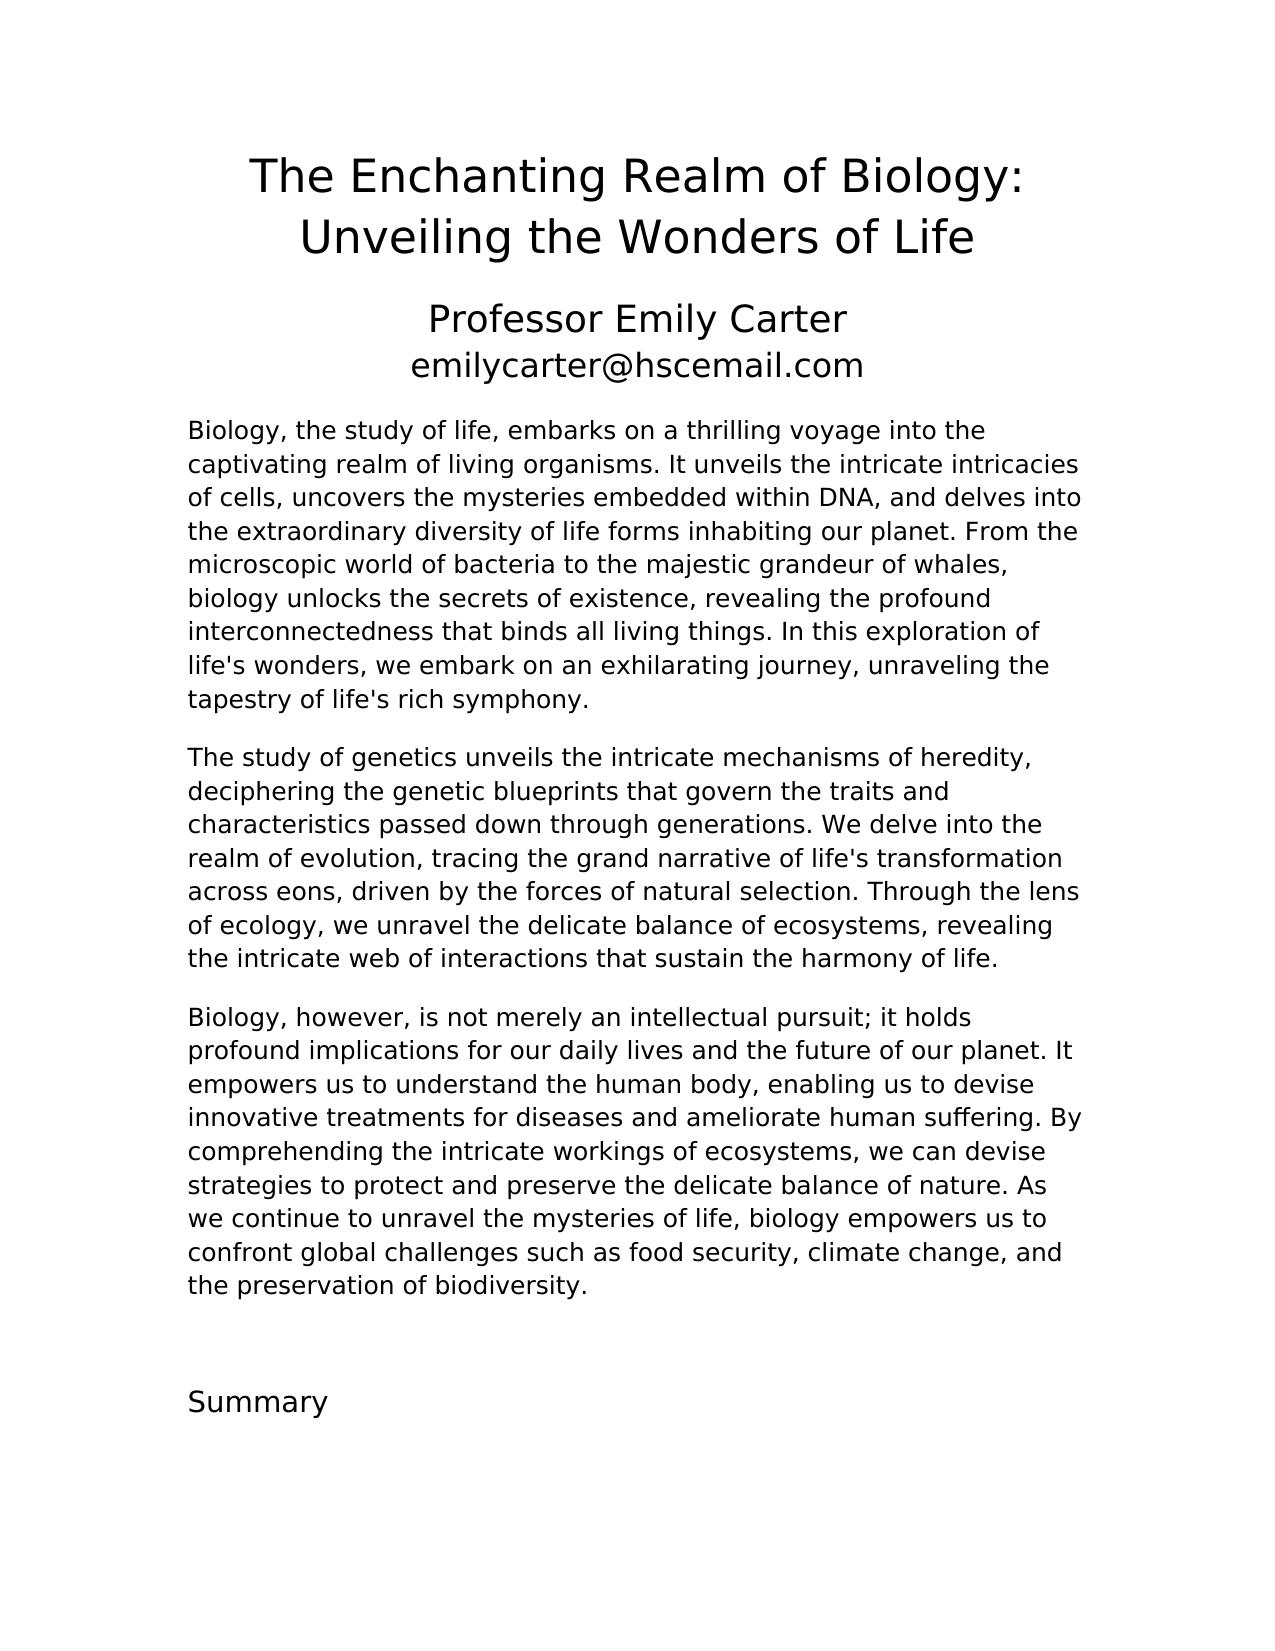 The Enchanting Realm of Biology:
Unveiling the Wonders of Life
Professor Emily Carter
emilycarter@hscemail.com
Biology, the study of life, embarks on a thrilling voyage into the
captivating realm of living organisms. It unveils the intricate intricacies
of cells, uncovers the mysteries embedded within DNA, and delves into
the extraordinary diversity of life forms inhabiting our planet. From the
microscopic world of bacteria to the majestic grandeur of whales,
biology unlocks the secrets of existence, revealing the profound
interconnectedness that binds all living things. In this exploration of
life's wonders, we embark on an exhilarating journey, unraveling the
tapestry of life's rich symphony.
The study of genetics unveils the intricate mechanisms of heredity,
deciphering the genetic blueprints that govern the traits and
characteristics passed down through generations. We delve into the
realm of evolution, tracing the grand narrative of life's transformation
across eons, driven by the forces of natural selection. Through the lens
of ecology, we unravel the delicate balance of ecosystems, revealing
the intricate web of interactions that sustain the harmony of life.
Biology, however, is not merely an intellectual pursuit; it holds
profound implications for our daily lives and the future of our planet. It
empowers us to understand the human body, enabling us to devise
innovative treatments for diseases and ameliorate human suffering. By
comprehending the intricate workings of ecosystems, we can devise
strategies to protect and preserve the delicate balance of nature. As
we continue to unravel the mysteries of life, biology empowers us to
confront global challenges such as food security, climate change, and
the preservation of biodiversity.
Summary